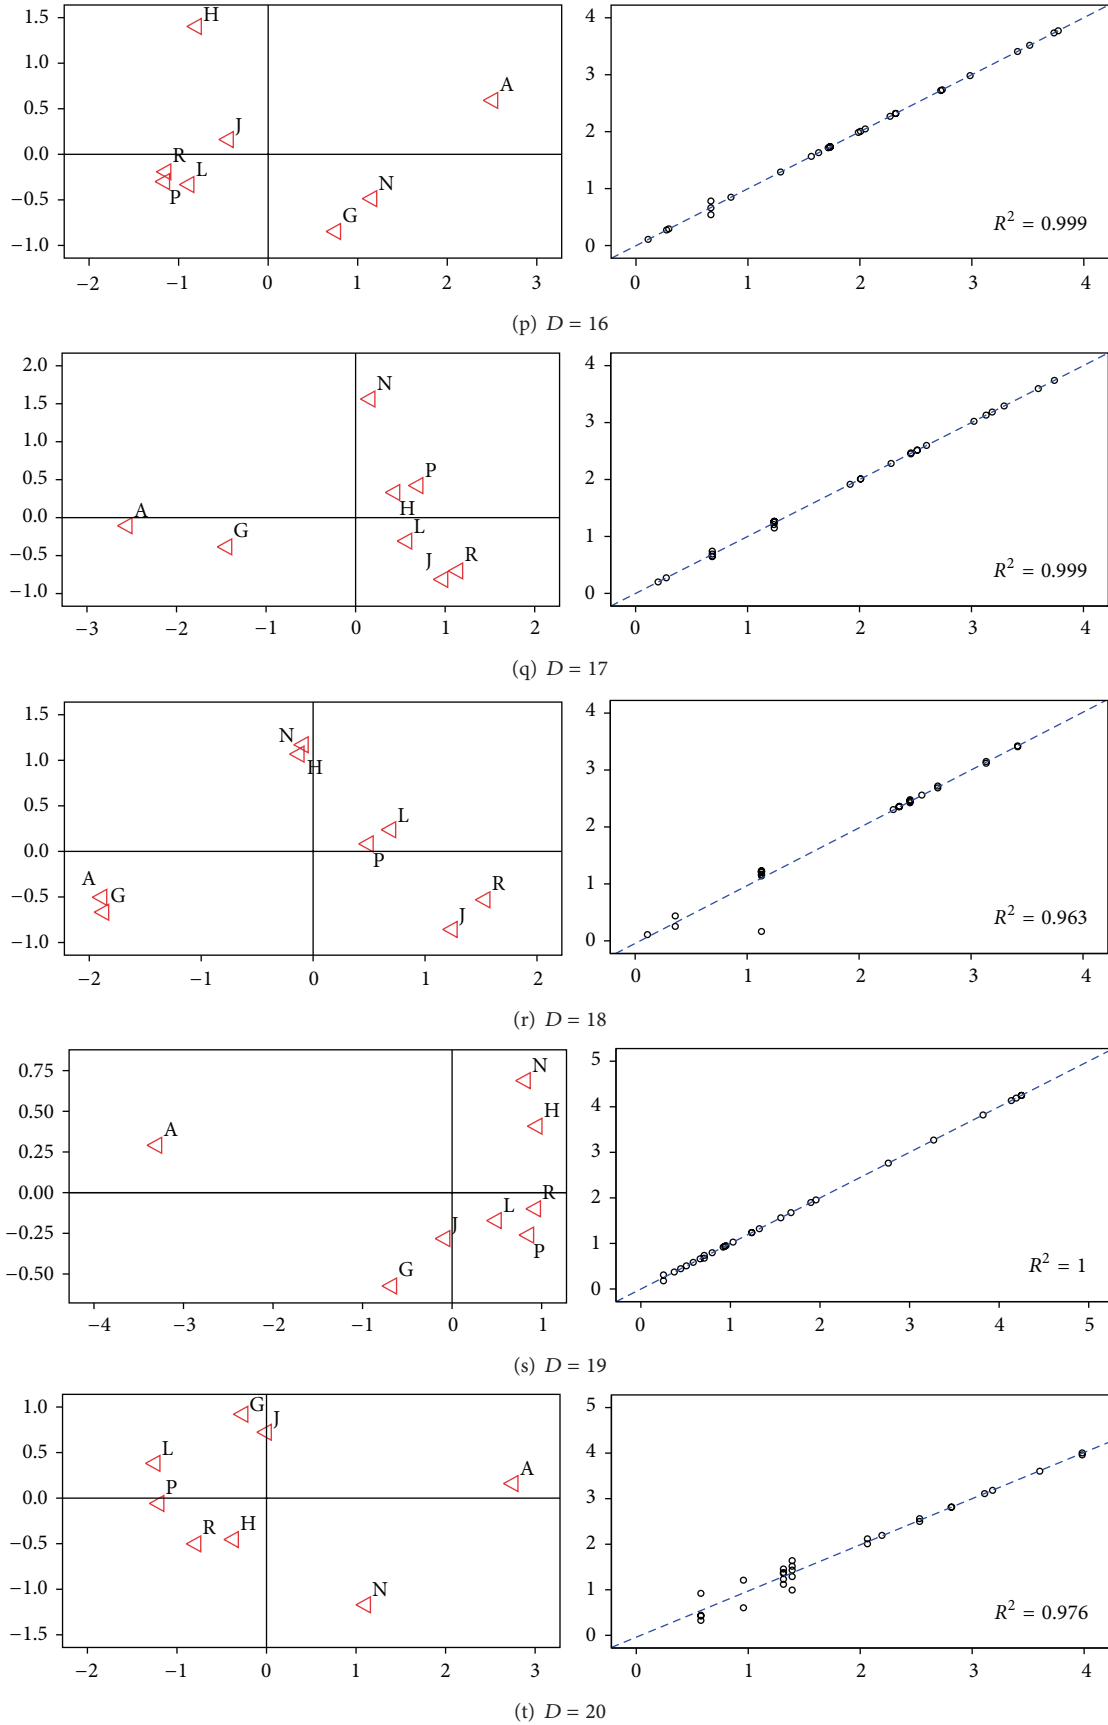 1.5
1.0
0.5
0.0
−0.5
−1.0
H
A
J
R
L
P
N
G
−2 −1 0 1 2 3
4
3
2
1
0
R² = 0.999
0 1 2 3 4
(p) D = 16
2.0
1.5
1.0
0.5
0.0
−0.5
−1.0
N
P
H
A
G
L
J
R
−3 −2 −1 0 1 2
4
3
2
1
0
R² = 0.999
0 1 2 3 4
(q) D = 17
1.5
1.0
0.5
0.0
−0.5
−1.0
N
H
L
P
A
G
R
J
−2 −1 0 1 2
4
3
2
1
0
R² = 0.963
0 1 2 3 4
(r) D = 18
0.75
0.50
0.25
0.00
−0.25
−0.50
N
H
A
R
L
J
P
G
−4 −3 −2 −1 0 1
5
4
3
2
1
0
R² = 1
0 1 2 3 4 5
(s) D = 19
1.0
0.5
0.0
−0.5
−1.0
−1.5
G
J
L
P
A
R
H
N
−2 −1 0 1 2 3
5
4
3
2
1
0
R² = 0.976
0 1 2 3 4
(t) D = 20